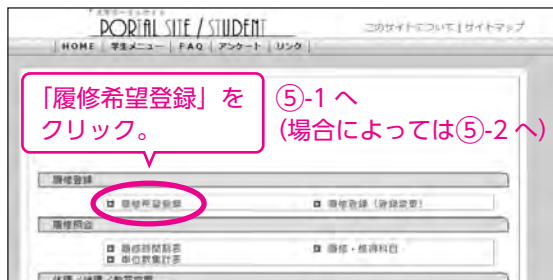 PORTAL SITE / STUDENT
このサイトについて | サイトマップ
| HOME | 学生メニュー | FAQ | アンケート | リンク |
「履修希望登録」を
クリック。
⑤-1 へ
(場合によっては⑤-2 へ)
履修登録
履修希望登録
履修登録（登録変更）
履修照会
履修時間割表
履修・修得科目
単位数集計表